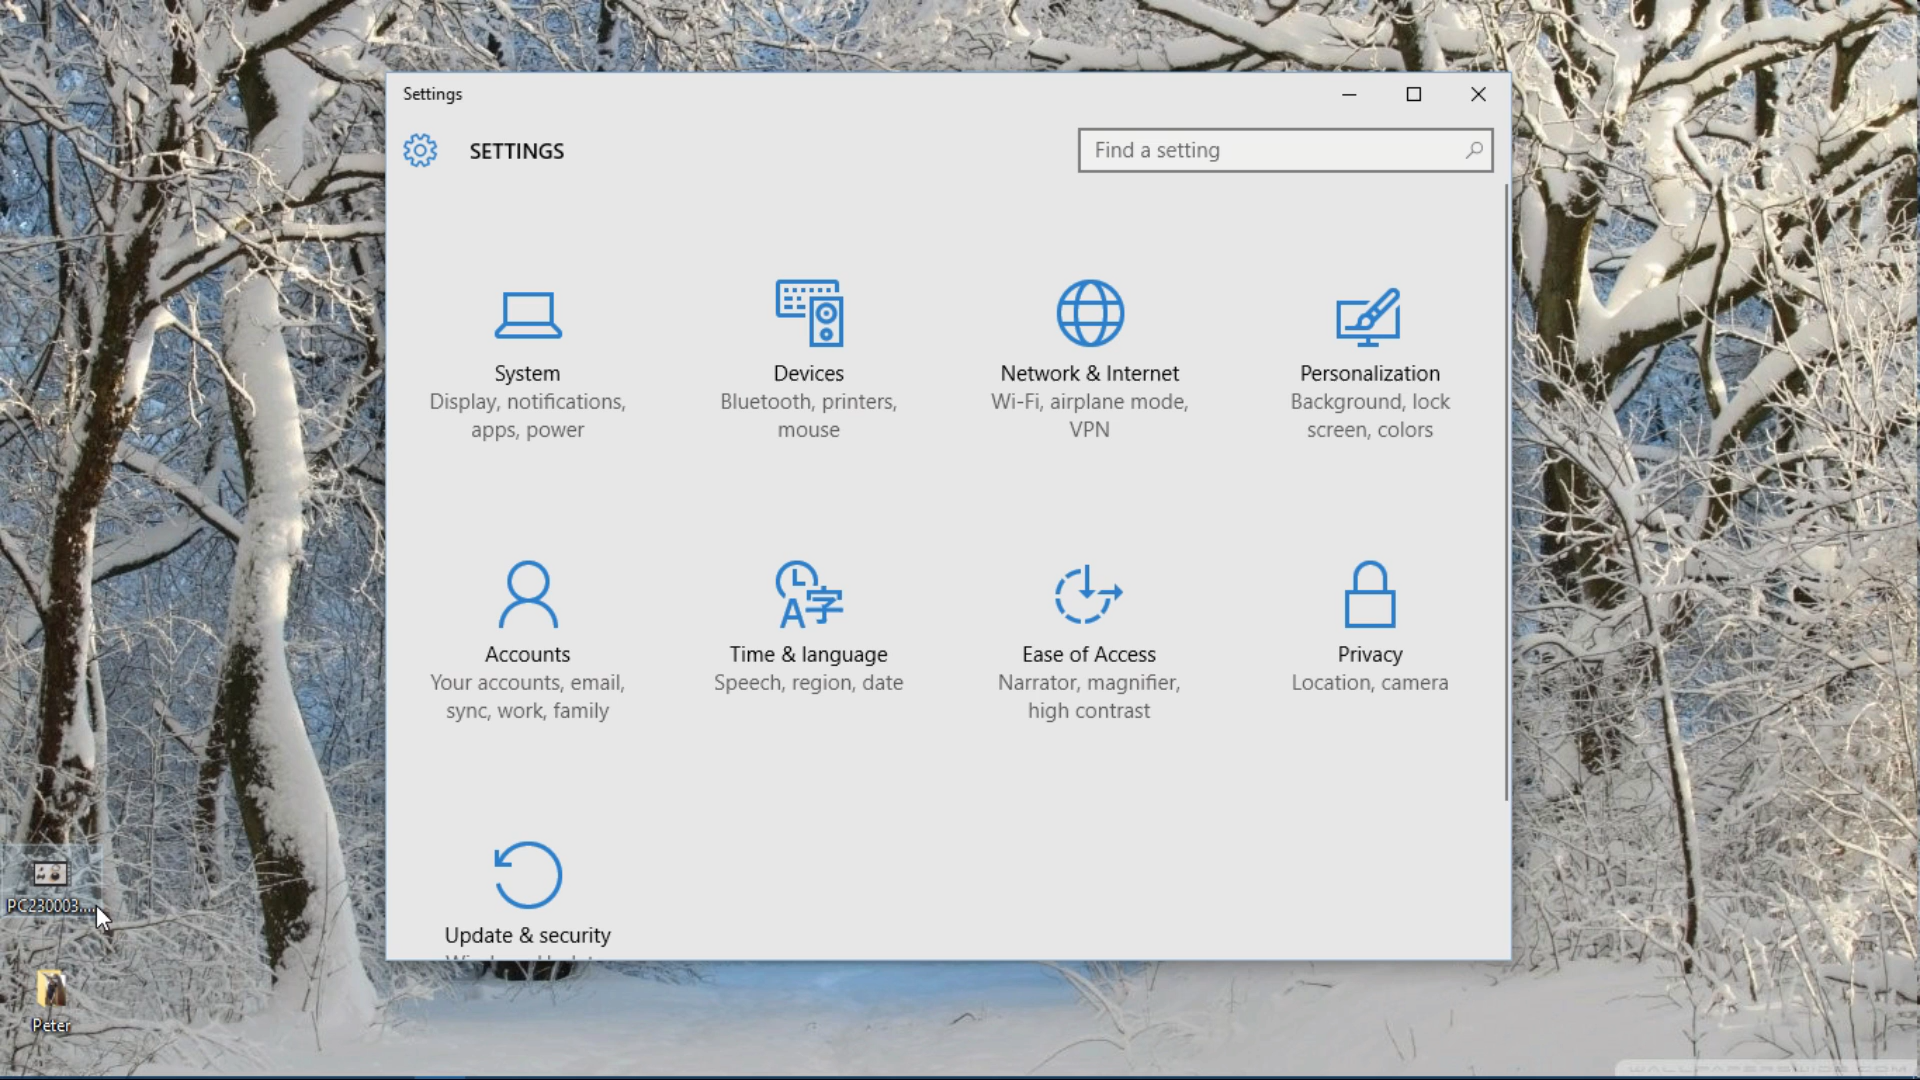 Settings
SETTINGS
Find a setting
System
Display, notifications,
apps, power
Devices
Bluetooth, printers,
mouse
Network & Internet
Wi-Fi, airplane mode,
VPN
Personalization
Background, lock
screen, colors
Accounts
Your accounts, email,
sync, work, family
Time & language
Speech, region, date
Ease of Access
Narrator, magnifier,
high contrast
Privacy
Location, camera
Update & security
PC230003....
Peter